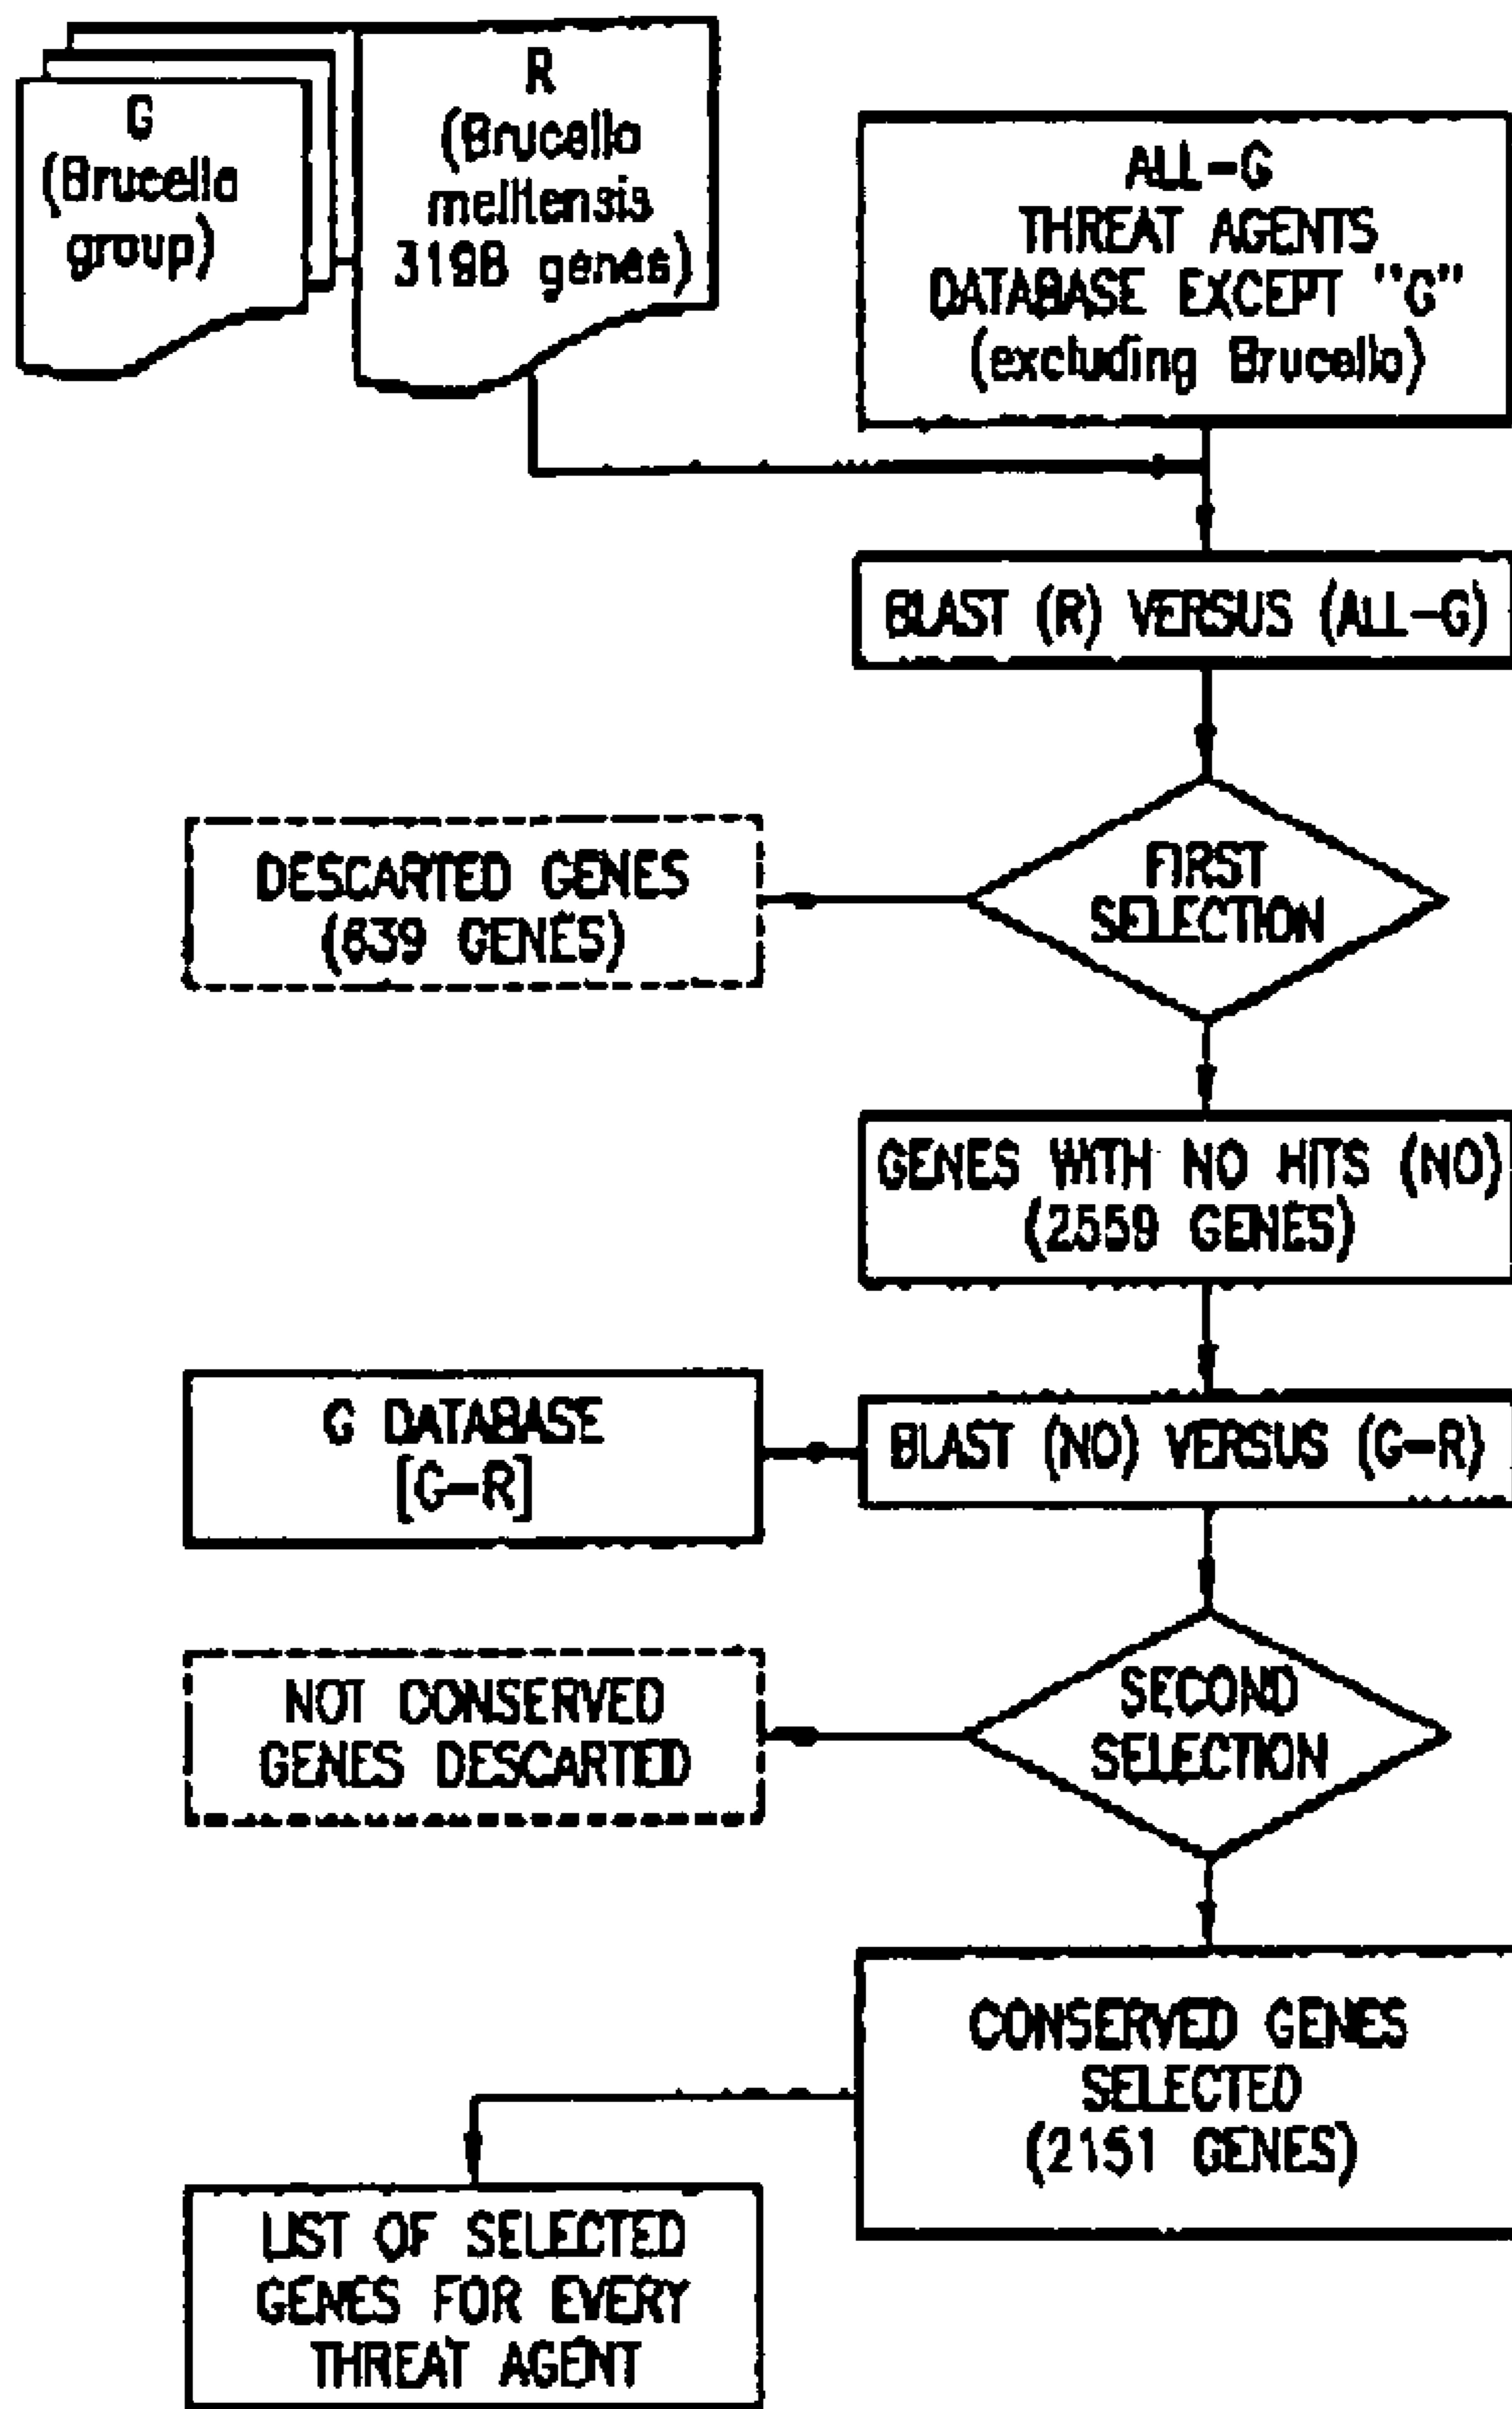 G
(Brucella
group)
R
(Brucella
melitensis
3198 genes)
ALL-G
THREAT AGENTS
DATABASE EXCEPT "G"
(excluding Brucella)
BLAST (R) VERSUS (ALL-G)
FIRST
SELECTION
DESCARTED GENES
(639 GENES)
GENES WITH NO HITS (NO)
(2559 GENES)
G DATABASE
[G-R]
BLAST (NO) VERSUS (G-R)
SECOND
SELECTION
NOT CONSERVED
GENES DESCARTED
CONSERVED GENES
SELECTED
(2151 GENES)
LIST OF SELECTED
GENES FOR EVERY
THREAT AGENT